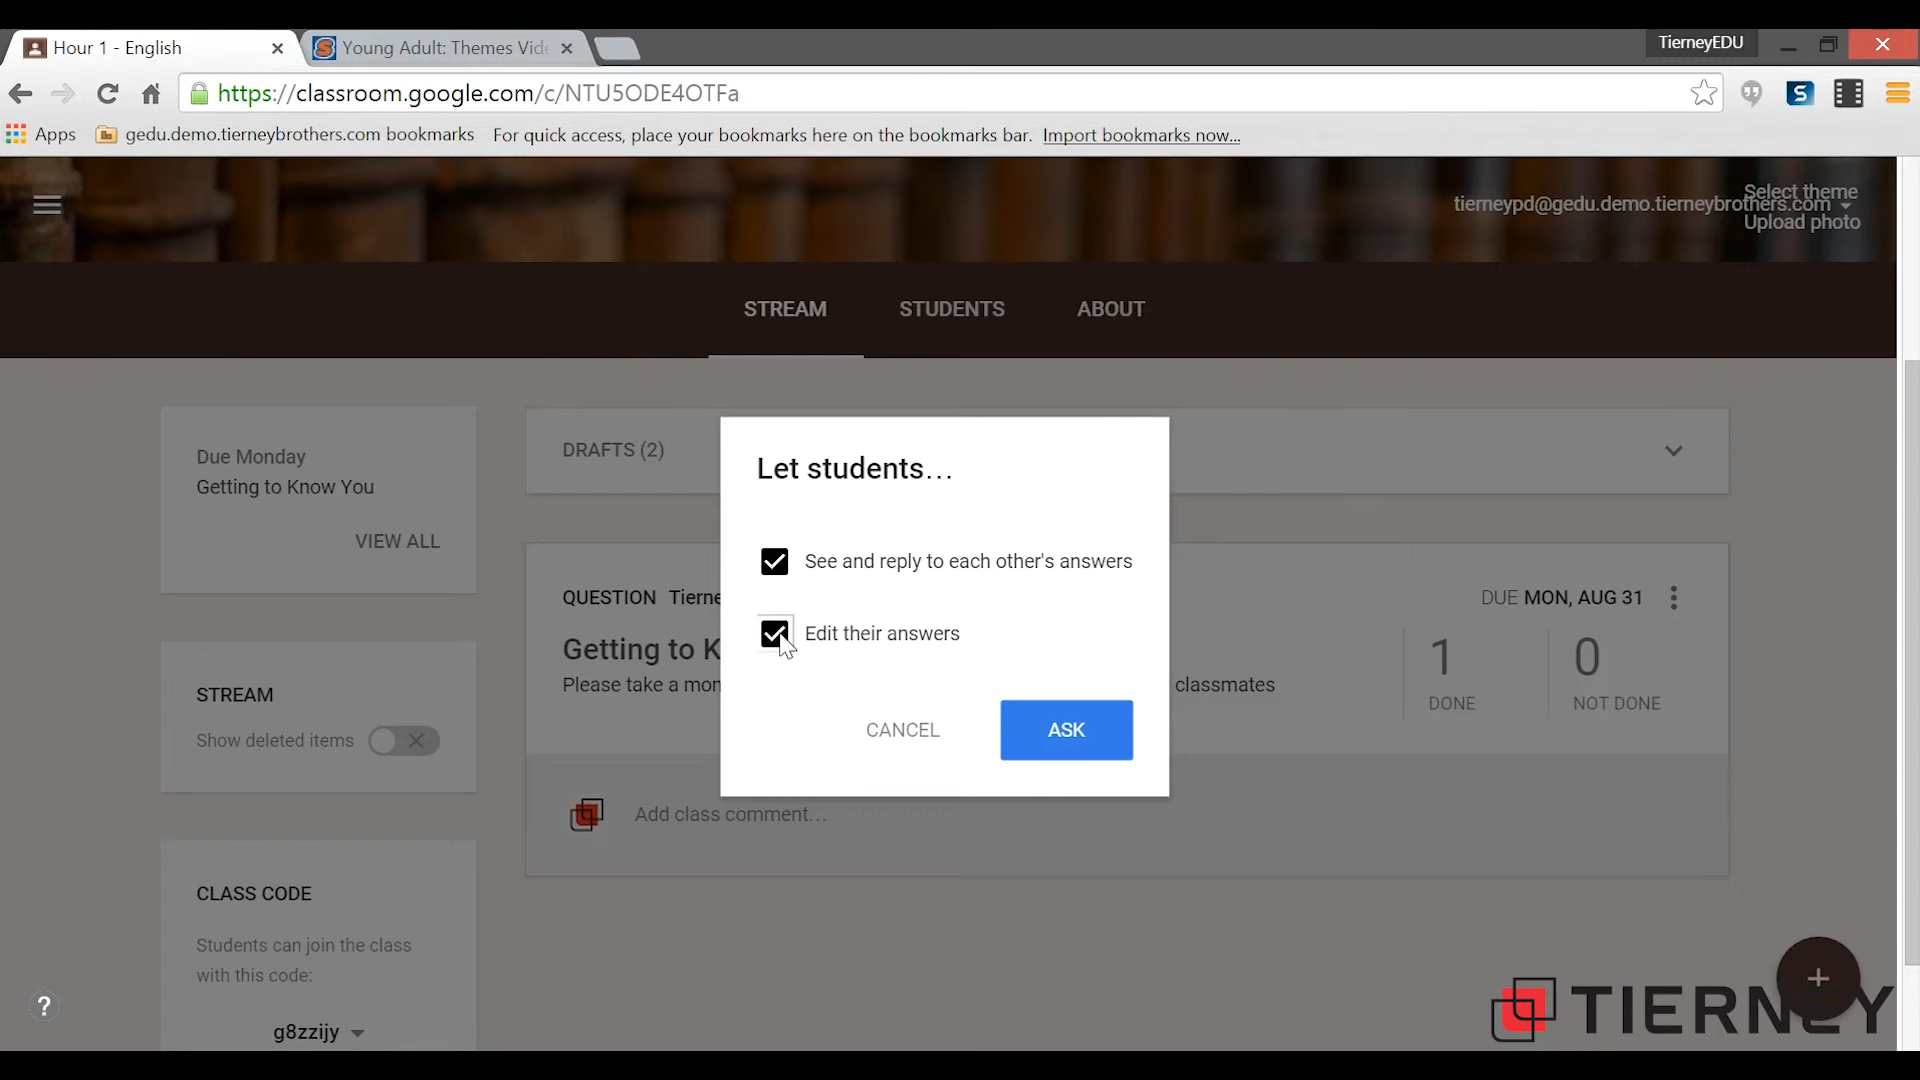 Hour 1 - English
Young Adult: Themes Vide
TierneyEDU
https://classroom.google.com/c/NTU5ODE4OTFa
Apps
gedu.demo.tierneybrothers.com bookmarks
For quick access, place your bookmarks here on the bookmarks bar.
Import bookmarks now...
tierneypd@gedu.demo.tierneybrothers.com
Select theme
Upload photo
STREAM
STUDENTS
ABOUT
Due Monday
Getting to Know You
VIEW ALL
DRAFTS (2)
Let students...
See and reply to each other's answers
Edit their answers
CANCEL
ASK
QUESTION Tierne
DUE MON, AUG 31
Getting to K
Please take a mon
classmates
1
DONE
0
NOT DONE
Add class comment...
STREAM
Show deleted items
CLASS CODE
Students can join the class
with this code:
g8zzijy
?
+
TIERNEY